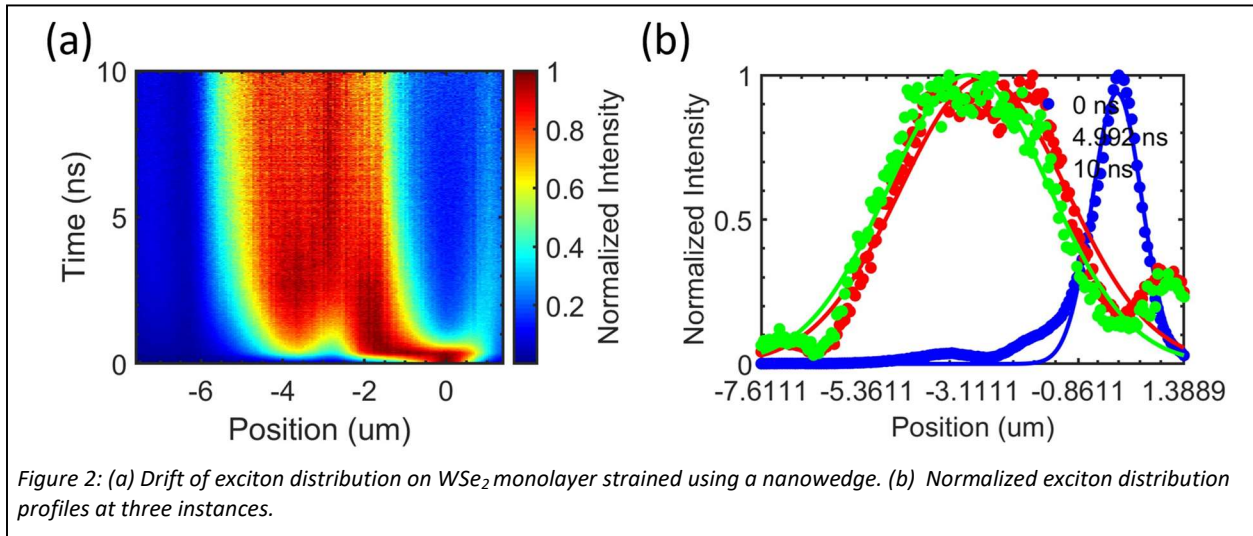 (a)
10
5
0
Time (ns)
-6
-4
-2
0
Position (um)
1
0.8
0.6
0.4
0.2
Normalized Intensity
(b)
1
0.5
0
Normalized Intensity
0 ns
4.992 ns
10 ns
-7.6111
-5.3611
-3.1111
-0.8611
1.3889
Position (um)
Figure 2: (a) Drift of exciton distribution on WSe₂ monolayer strained using a nanowedge. (b) Normalized exciton distribution
profiles at three instances.